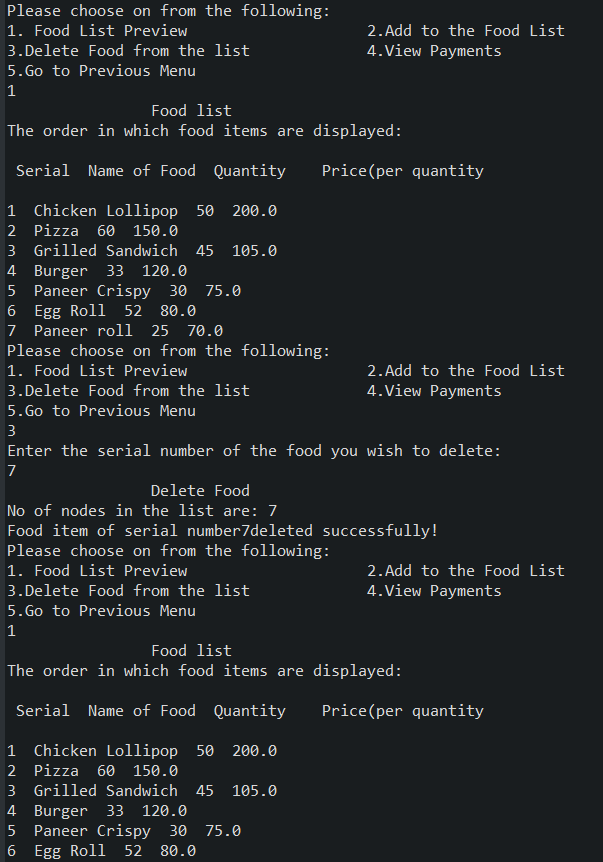 Please choose on from the following:
1. Food List Preview                    2.Add to the Food List
3.Delete Food from the list             4.View Payments
5.Go to Previous Menu
1
                Food list
The order in which food items are displayed:
 Serial  Name of Food  Quantity    Price(per quantity
1  Chicken Lollipop  50  200.0
2  Pizza  60  150.0
3  Grilled Sandwich  45  105.0
4  Burger  33  120.0
5  Paneer Crispy  30  75.0
6  Egg Roll  52  80.0
7  Paneer roll  25  70.0
Please choose on from the following:
1. Food List Preview                    2.Add to the Food List
3.Delete Food from the list             4.View Payments
5.Go to Previous Menu
3
Enter the serial number of the food you wish to delete:
7
                Delete Food
No of nodes in the list are: 7
Food item of serial number7deleted successfully!
Please choose on from the following:
1. Food List Preview                    2.Add to the Food List
3.Delete Food from the list             4.View Payments
5.Go to Previous Menu
1
                Food list
The order in which food items are displayed:
 Serial  Name of Food  Quantity    Price(per quantity
1  Chicken Lollipop  50  200.0
2  Pizza  60  150.0
3  Grilled Sandwich  45  105.0
4  Burger  33  120.0
5  Paneer Crispy  30  75.0
6  Egg Roll  52  80.0